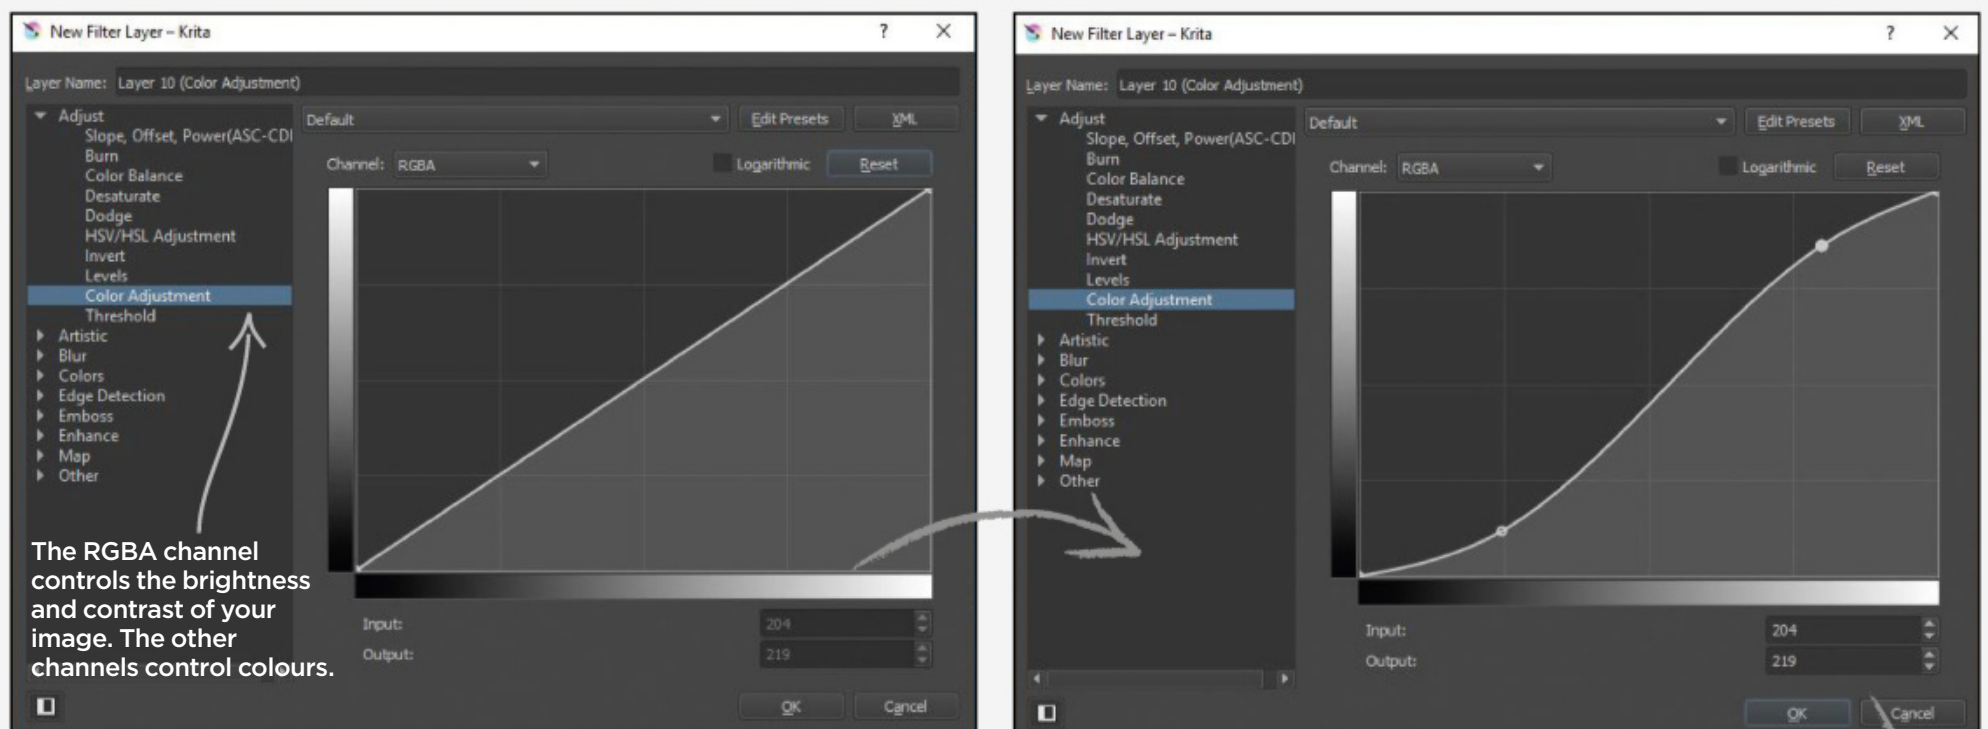 New Filter Layer – Krita
?
Layer Name: Layer 10 (Color Adjustment)
Adjust
Slope, Offset, Power(ASC-CDI
Burn
Color Balance
Desaturate
Dodge
HSV/HSL Adjustment
Invert
Levels
Color Adjustment
Threshold
Artistic
Blur
Colors
Edge Detection
Emboss
Enhance
Map
Other
Default
Edit Presets
XML
Channel: RGBA
Logarithmic
Reset
Input: 204
Output: 219
OK
Cancel
The RGBA channel
controls the brightness
and contrast of your
image. The other
channels control colours.
New Filter Layer – Krita
?
Layer Name: Layer 10 (Color Adjustment)
Adjust
Slope, Offset, Power(ASC-CDI
Burn
Color Balance
Desaturate
Dodge
HSV/HSL Adjustment
Invert
Levels
Color Adjustment
Threshold
Artistic
Blur
Colors
Edge Detection
Emboss
Enhance
Map
Other
Default
Edit Presets
XML
Channel: RGBA
Logarithmic
Reset
Input: 204
Output: 219
OK
Cancel